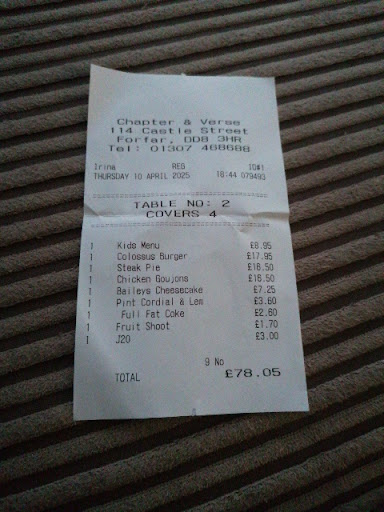 Chapter & Verse
114 Castle Street
Forfar, DD8 3HR
Tel: 01307 468688
Irina REG ID#1
THURSDAY 10 APRIL 2025 18:44 079493
TABLE NO: 2
COVERS 4
1 Kids Menu £8.95
1 Colossus Burger £17.95
1 Steak Pie £16.50
1 Chicken Goujons £16.50
1 Baileys Cheesecake £7.25
1 Pint Cordial & Lem £3.60
1 Full Fat Coke £2.60
1 Fruit Shoot £1.70
1 J20 £3.00
9 No
TOTAL £78.05